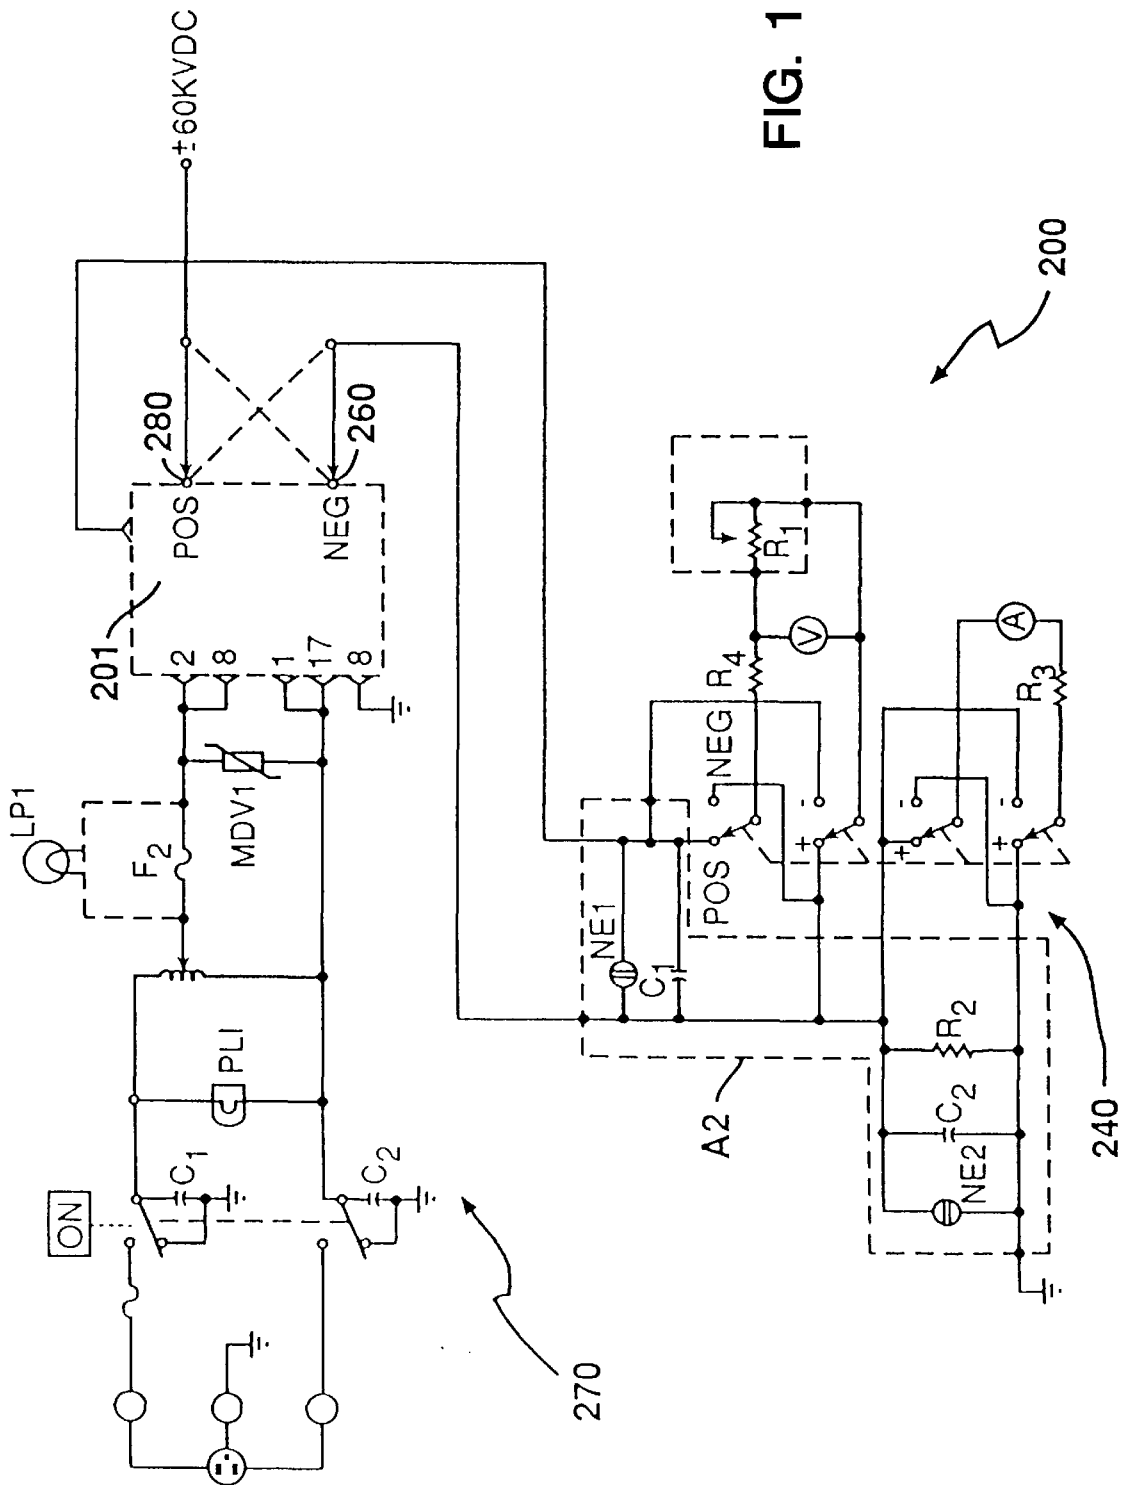 ±60KVDC
LP1
F2
MDV1
201
2
8
1
17
8
POS
NEG
280
260
ON
C1
C2
PLI
270
FIG. 1
200
NE1
C1
POS
NEG
R4
R1
V
+
-
+
-
+
-
A
R3
A2
R2
C2
NE2
240